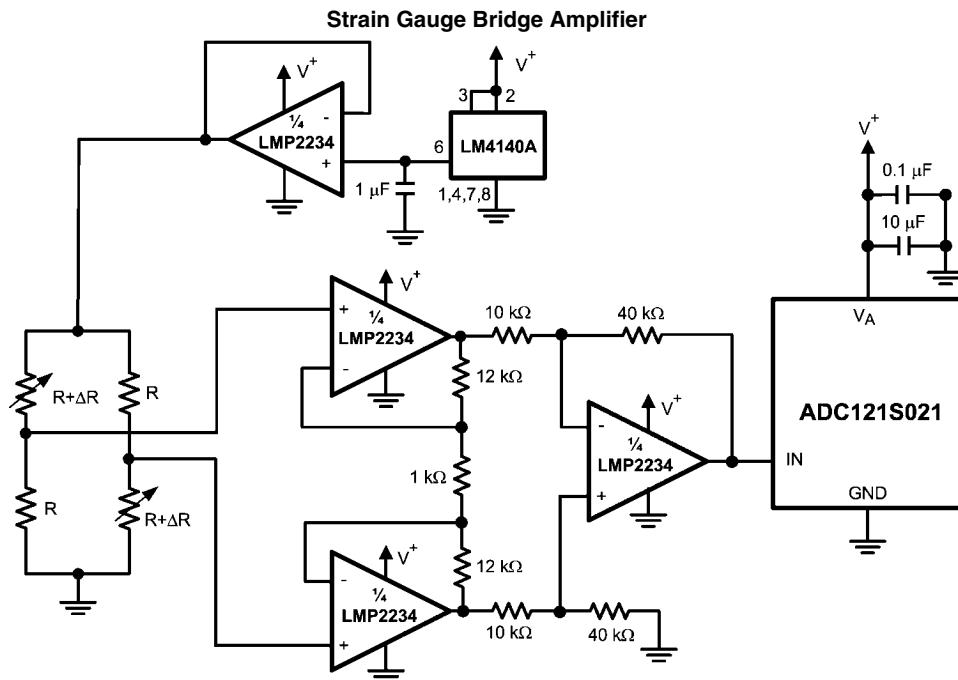 Strain Gauge Bridge Amplifier
V+
V+
3
2
¼
LMP2234
-
+
6
LM4140A
1 µF
1,4,7,8
V+
0.1 µF
10 µF
VA
V+
+
¼
LMP2234
-
10 kΩ
40 kΩ
12 kΩ
R+ΔR
R
ADC121S021
V+
-
¼
LMP2234
+
IN
1 kΩ
GND
R
R+ΔR
V+
12 kΩ
-
¼
LMP2234
+
10 kΩ
40 kΩ